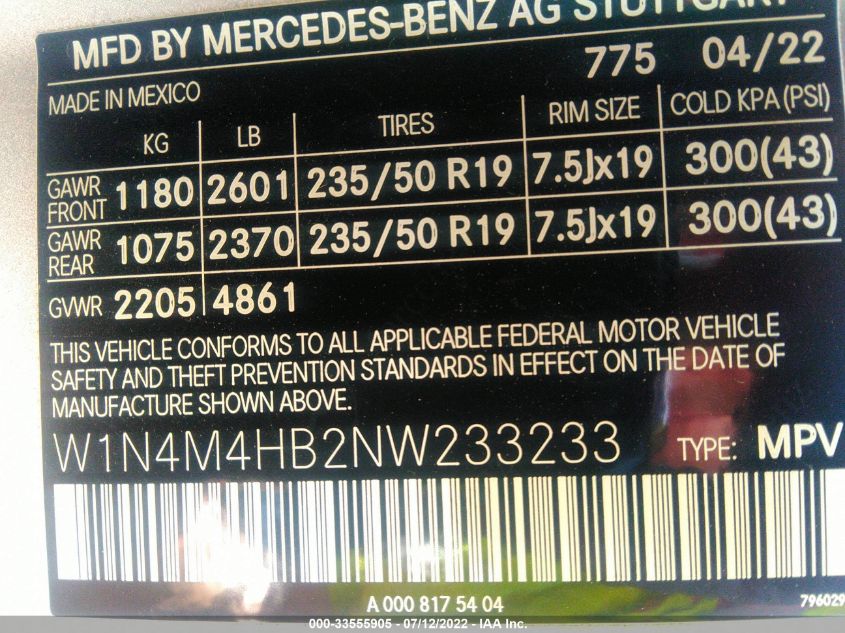 MFD BY MERCEDES-BENZ AG STUTTGART
775 04/22
MADE IN MEXICO
KG LB TIRES RIM SIZE COLD KPA (PSI)
GAWR FRONT 1180 2601 235/50 R19 7.5Jx19 300(43)
GAWR REAR 1075 2370 235/50 R19 7.5Jx19 300(43)
GVWR 2205 4861
THIS VEHICLE CONFORMS TO ALL APPLICABLE FEDERAL MOTOR VEHICLE
SAFETY AND THEFT PREVENTION STANDARDS IN EFFECT ON THE DATE OF
MANUFACTURE SHOWN ABOVE.
W1N4M4HB2NW233233 TYPE: MPV
A 000 817 54 04
796029
000-33555905 - 07/12/2022 - IAA Inc.